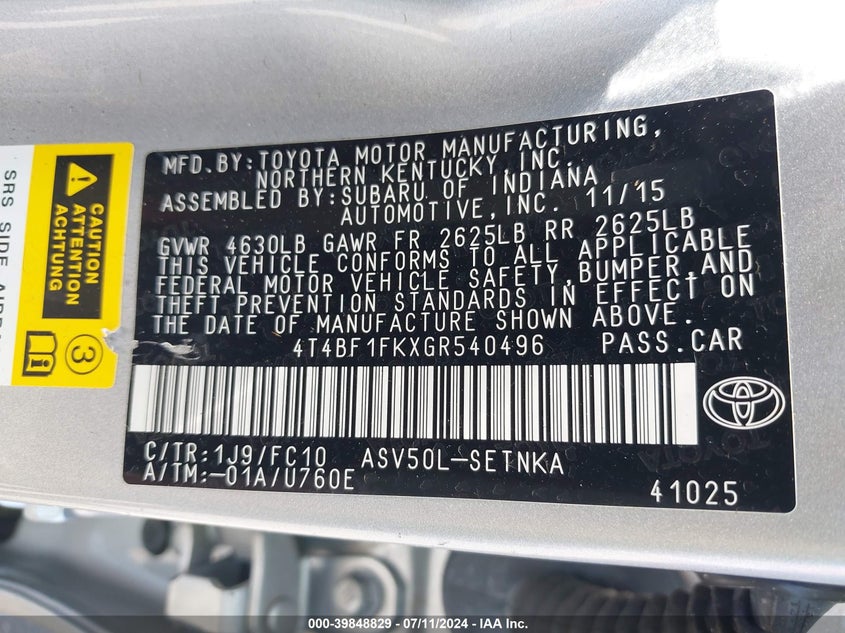 MFD.BY:TOYOTA MOTOR MANUFACTURING,
NORTHERN KENTUCKY, INC.
ASSEMBLED BY:SUBARU OF INDIANA
AUTOMOTIVE,INC. 11/15
GVWR 4630LB GAWR FR 2625LB RR 2625LB
THIS VEHICLE CONFORMS TO ALL APPLICABLE
FEDERAL MOTOR VEHICLE SAFETY,BUMPER,AND
THEFT PREVENTION STANDARDS IN EFFECT ON
THE DATE OF MANUFACTURE SHOWN ABOVE.
4T4BF1FKXGR540496 PASS.CAR
C/TR:1J9/FC10 ASV50L-SETNKA
A/TM:-01A/U760E
41025
CAUTION
ATTENTION
ACHTUNG
3
SRS SIDE
000-39848829 - 07/11/2024 - IAA Inc.